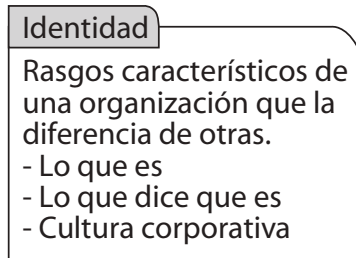 Identidad
Rasgos característicos de
una organización que la
diferencia de otras.
- Lo que es
- Lo que dice que es
- Cultura corporativa